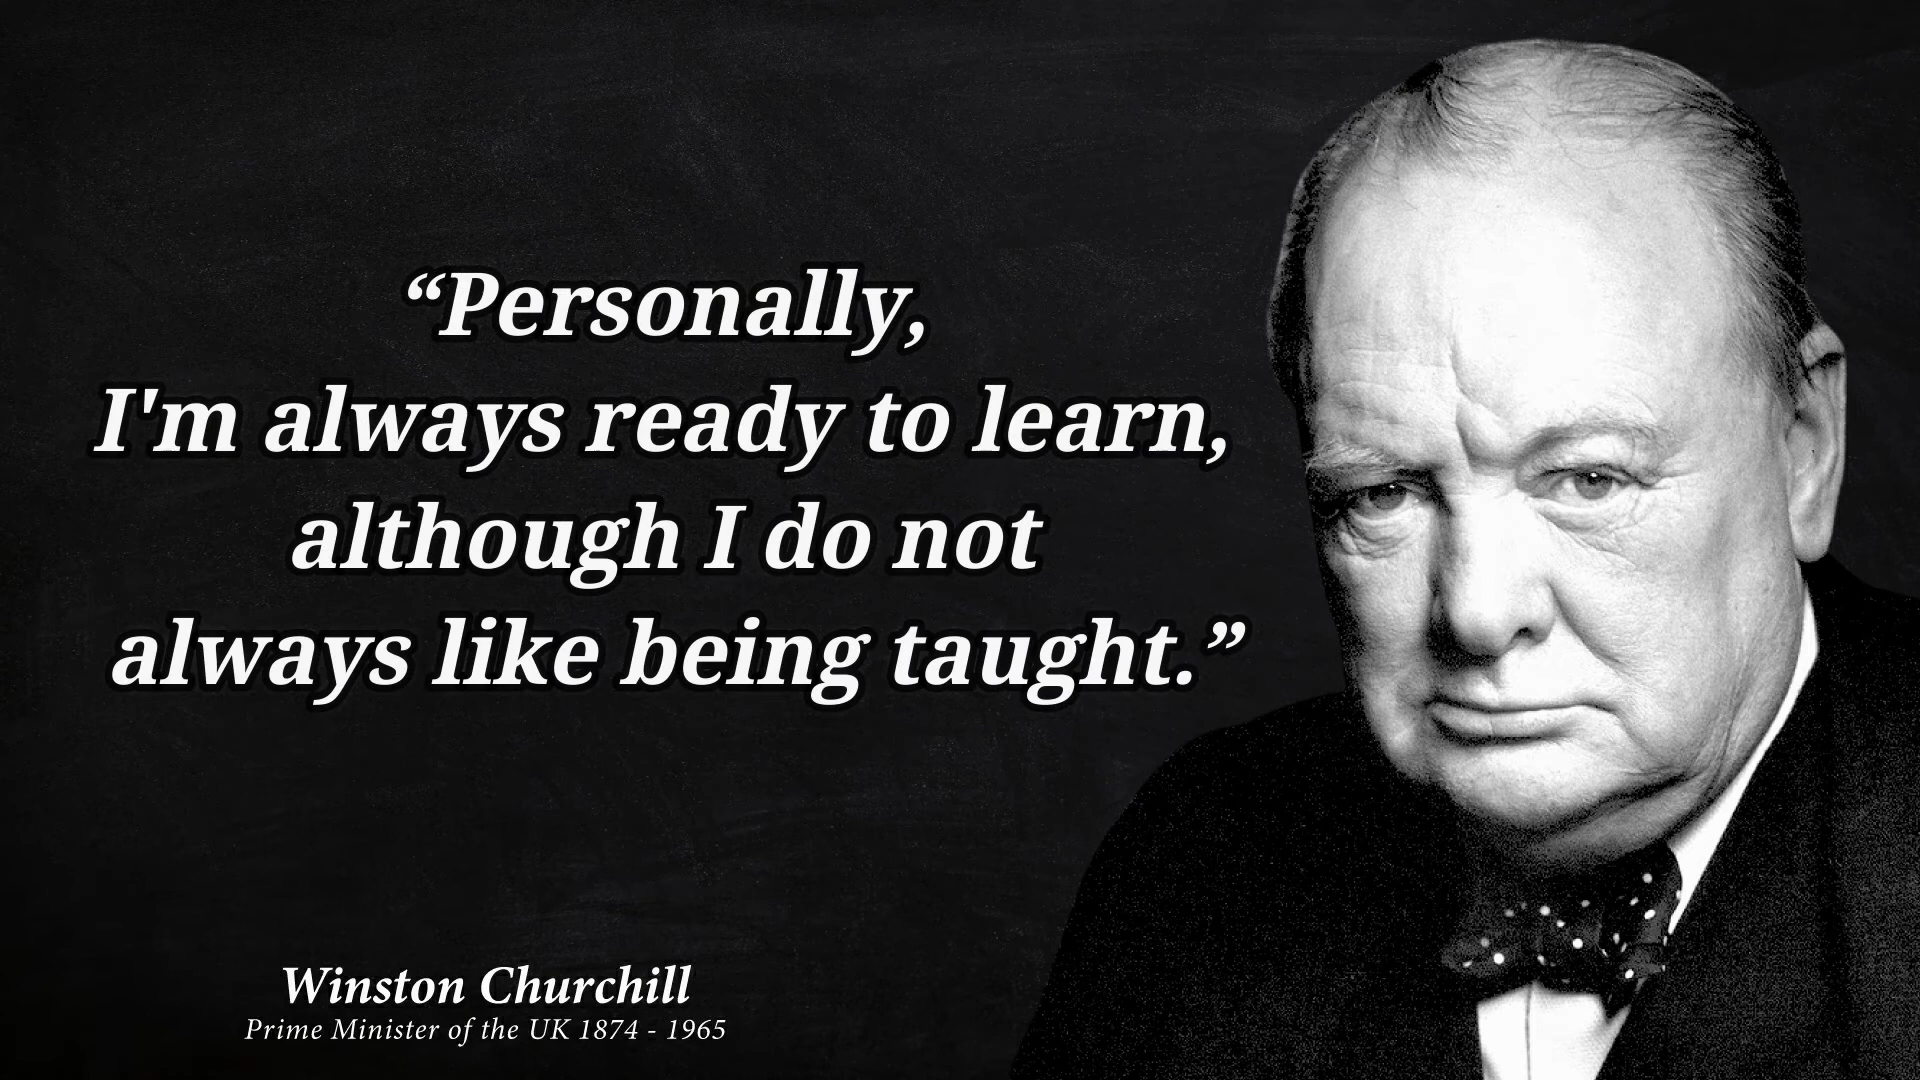 “Personally,
I'm always ready to learn,
although I do not
always like being taught.”
Winston Churchill
Prime Minister of the UK 1874 - 1965